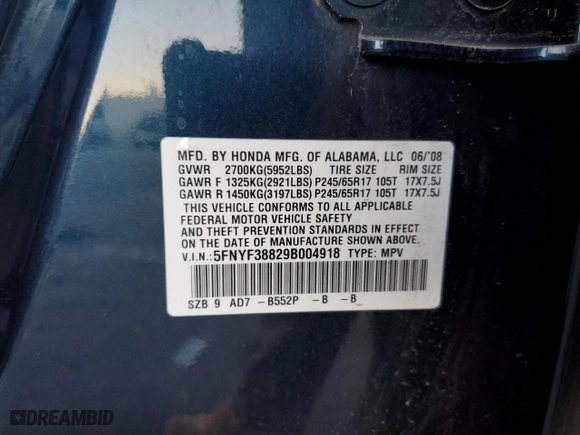 MFD. BY HONDA MFG. OF ALABAMA, LLC 06/'08
GVWR 2700KG(5952LBS) TIRE SIZE RIM SIZE
GAWR F 1325KG(2921LBS) P245/65R17 105T 17X7.5J
GAWR R 1450KG(3197LBS) P245/65R17 105T 17X7.5J
THIS VEHICLE CONFORMS TO ALL APPLICABLE
FEDERAL MOTOR VEHICLE SAFETY
AND THEFT PREVENTION STANDARDS IN EFFECT
ON THE DATE OF MANUFACTURE SHOWN ABOVE.
V.I.N.: 5FNYF38829B004918 TYPE: MPV
SZB 9 AD7 -B552P -B -B
DREAMBID